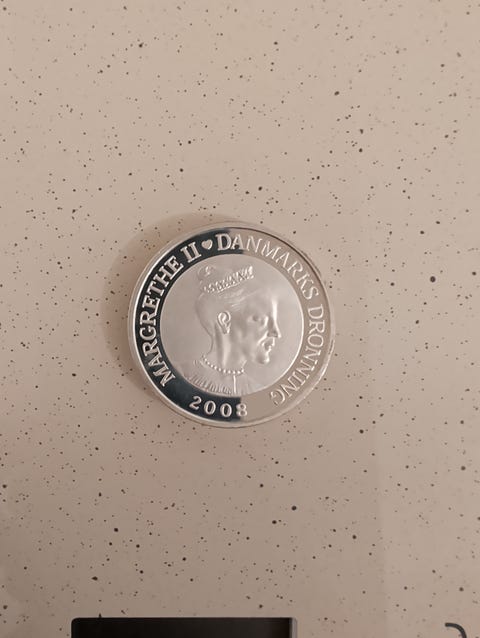 MARGRETHE II ♥ DANMARKS DRONNING
2008